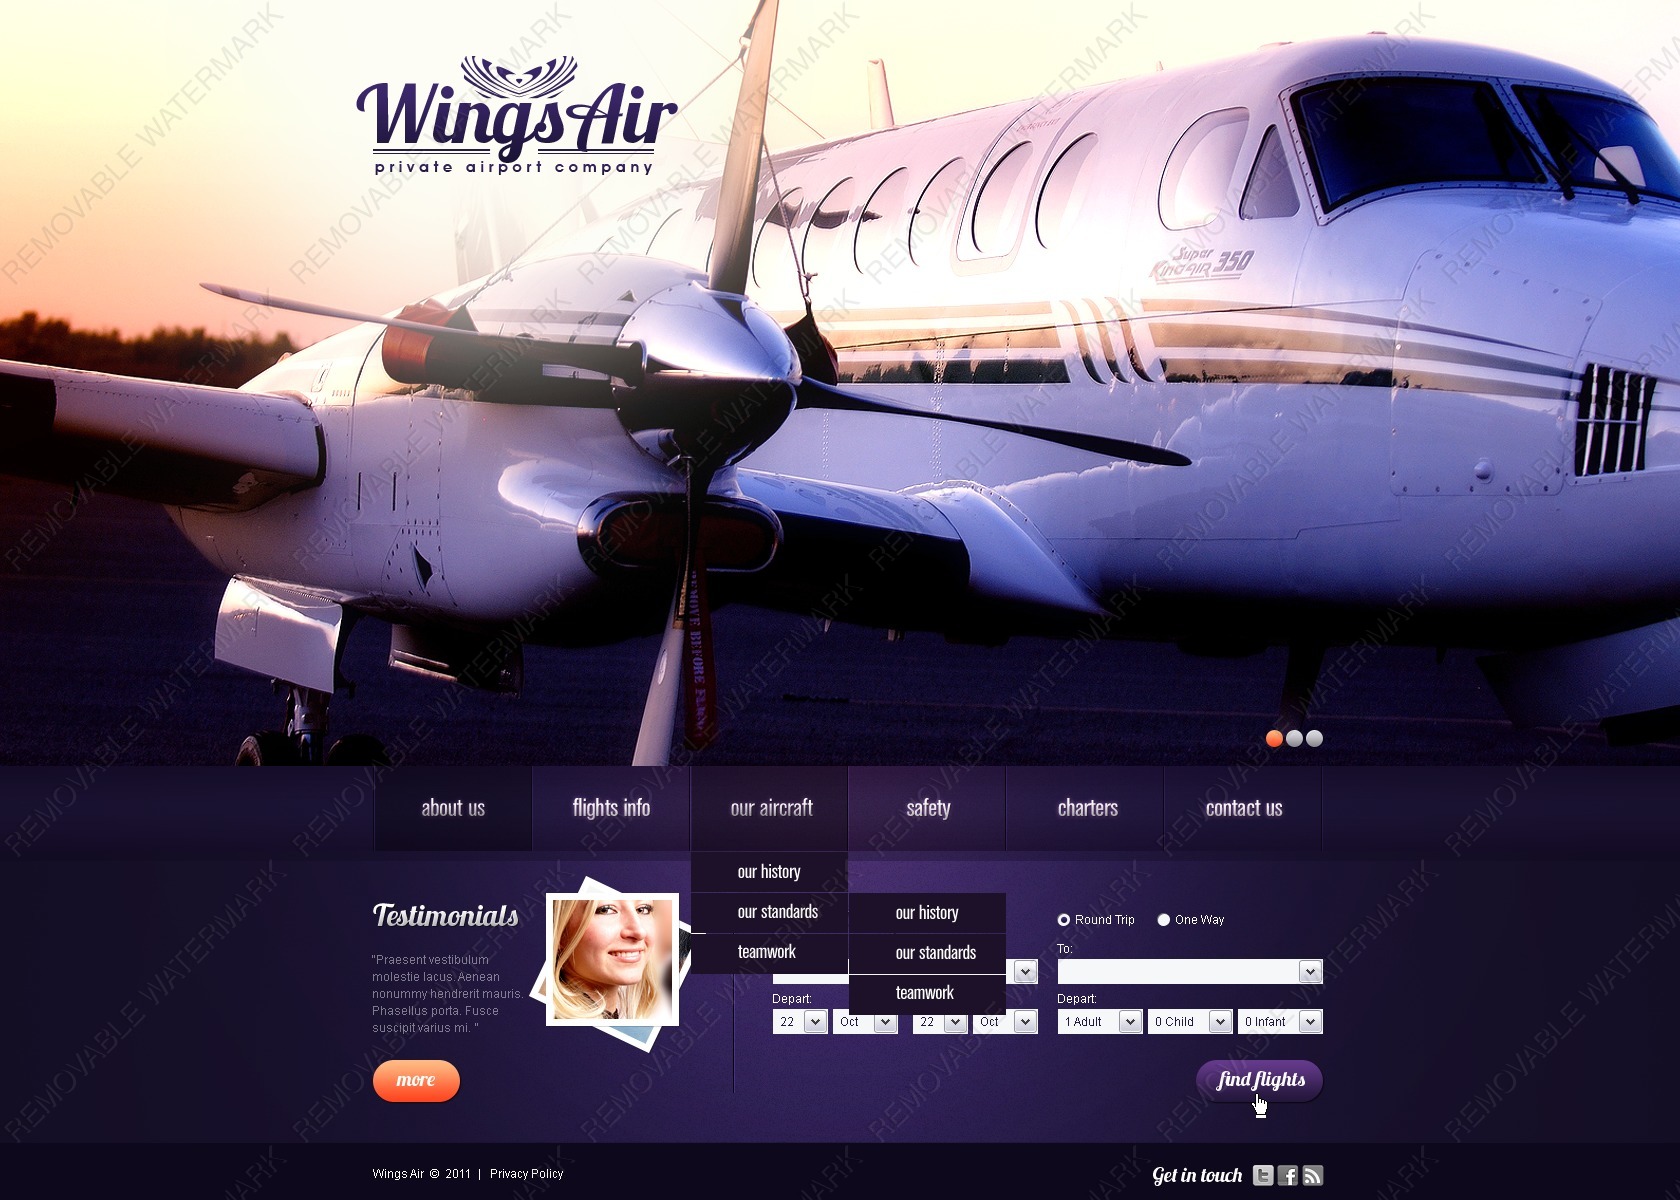 WingsAir
private airport company
Super
KingAIR 350
REMOVE BEFORE FLIGHT
about us
flights info
our aircraft
safety
charters
contact us
our history
our standards
teamwork
our history
our standards
teamwork
Testimonials
"Praesent vestibulum
molestie lacus. Aenean
nonummy hendrerit mauris.
Phasellus porta. Fusce
suscipit varius mi. "
more
Round Trip
One Way
To:
Depart:
22
Oct
22
Oct
Depart:
1 Adult
0 Child
0 Infant
find flights
Wings Air © 2011 | Privacy Policy
Get in touch
REMOVABLE WATERMARK